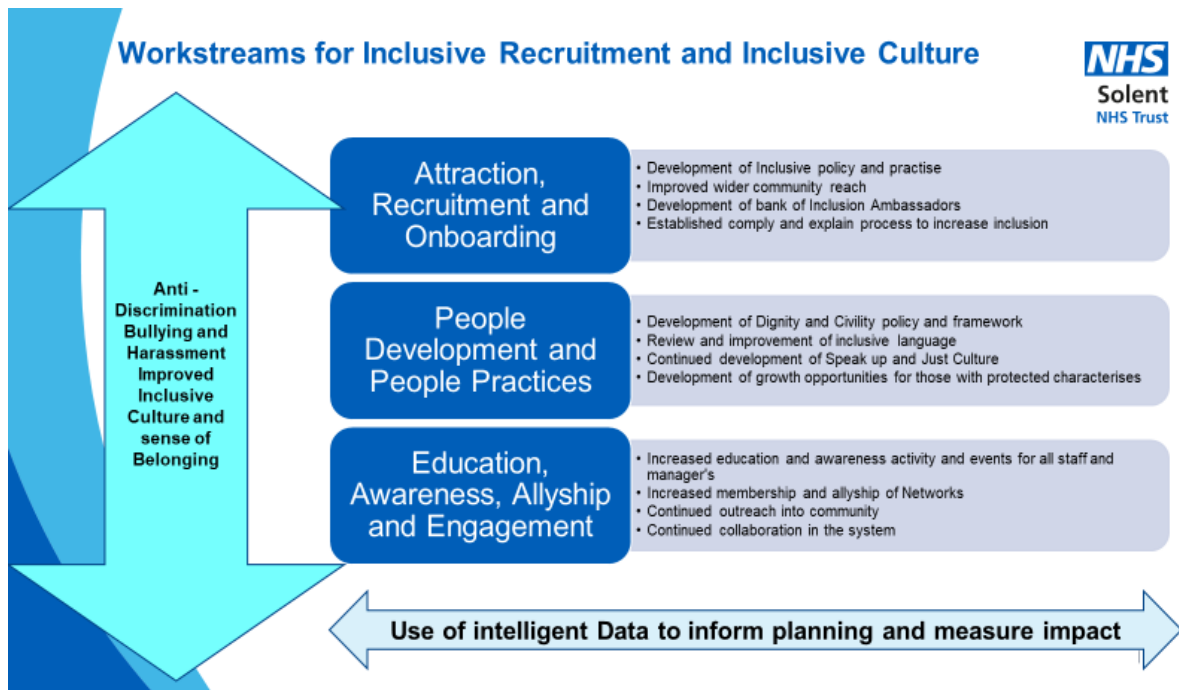 Workstreams for Inclusive Recruitment and Inclusive Culture
NHS
Solent
NHS Trust
Anti -
Discrimination
Bullying and
Harassment
Improved
Inclusive
Culture and
sense of
Belonging
Attraction,
Recruitment and
Onboarding
• Development of Inclusive policy and practise
• Improved wider community reach
• Development of bank of Inclusion Ambassadors
• Established comply and explain process to increase inclusion
People
Development and
People Practices
• Development of Dignity and Civility policy and framework
• Review and improvement of inclusive language
• Continued development of Speak up and Just Culture
• Development of growth opportunities for those with protected characterises
Education,
Awareness, Allyship
and Engagement
• Increased education and awareness activity and events for all staff and
manager's
• Increased membership and allyship of Networks
• Continued outreach into community
• Continued collaboration in the system
Use of intelligent Data to inform planning and measure impact